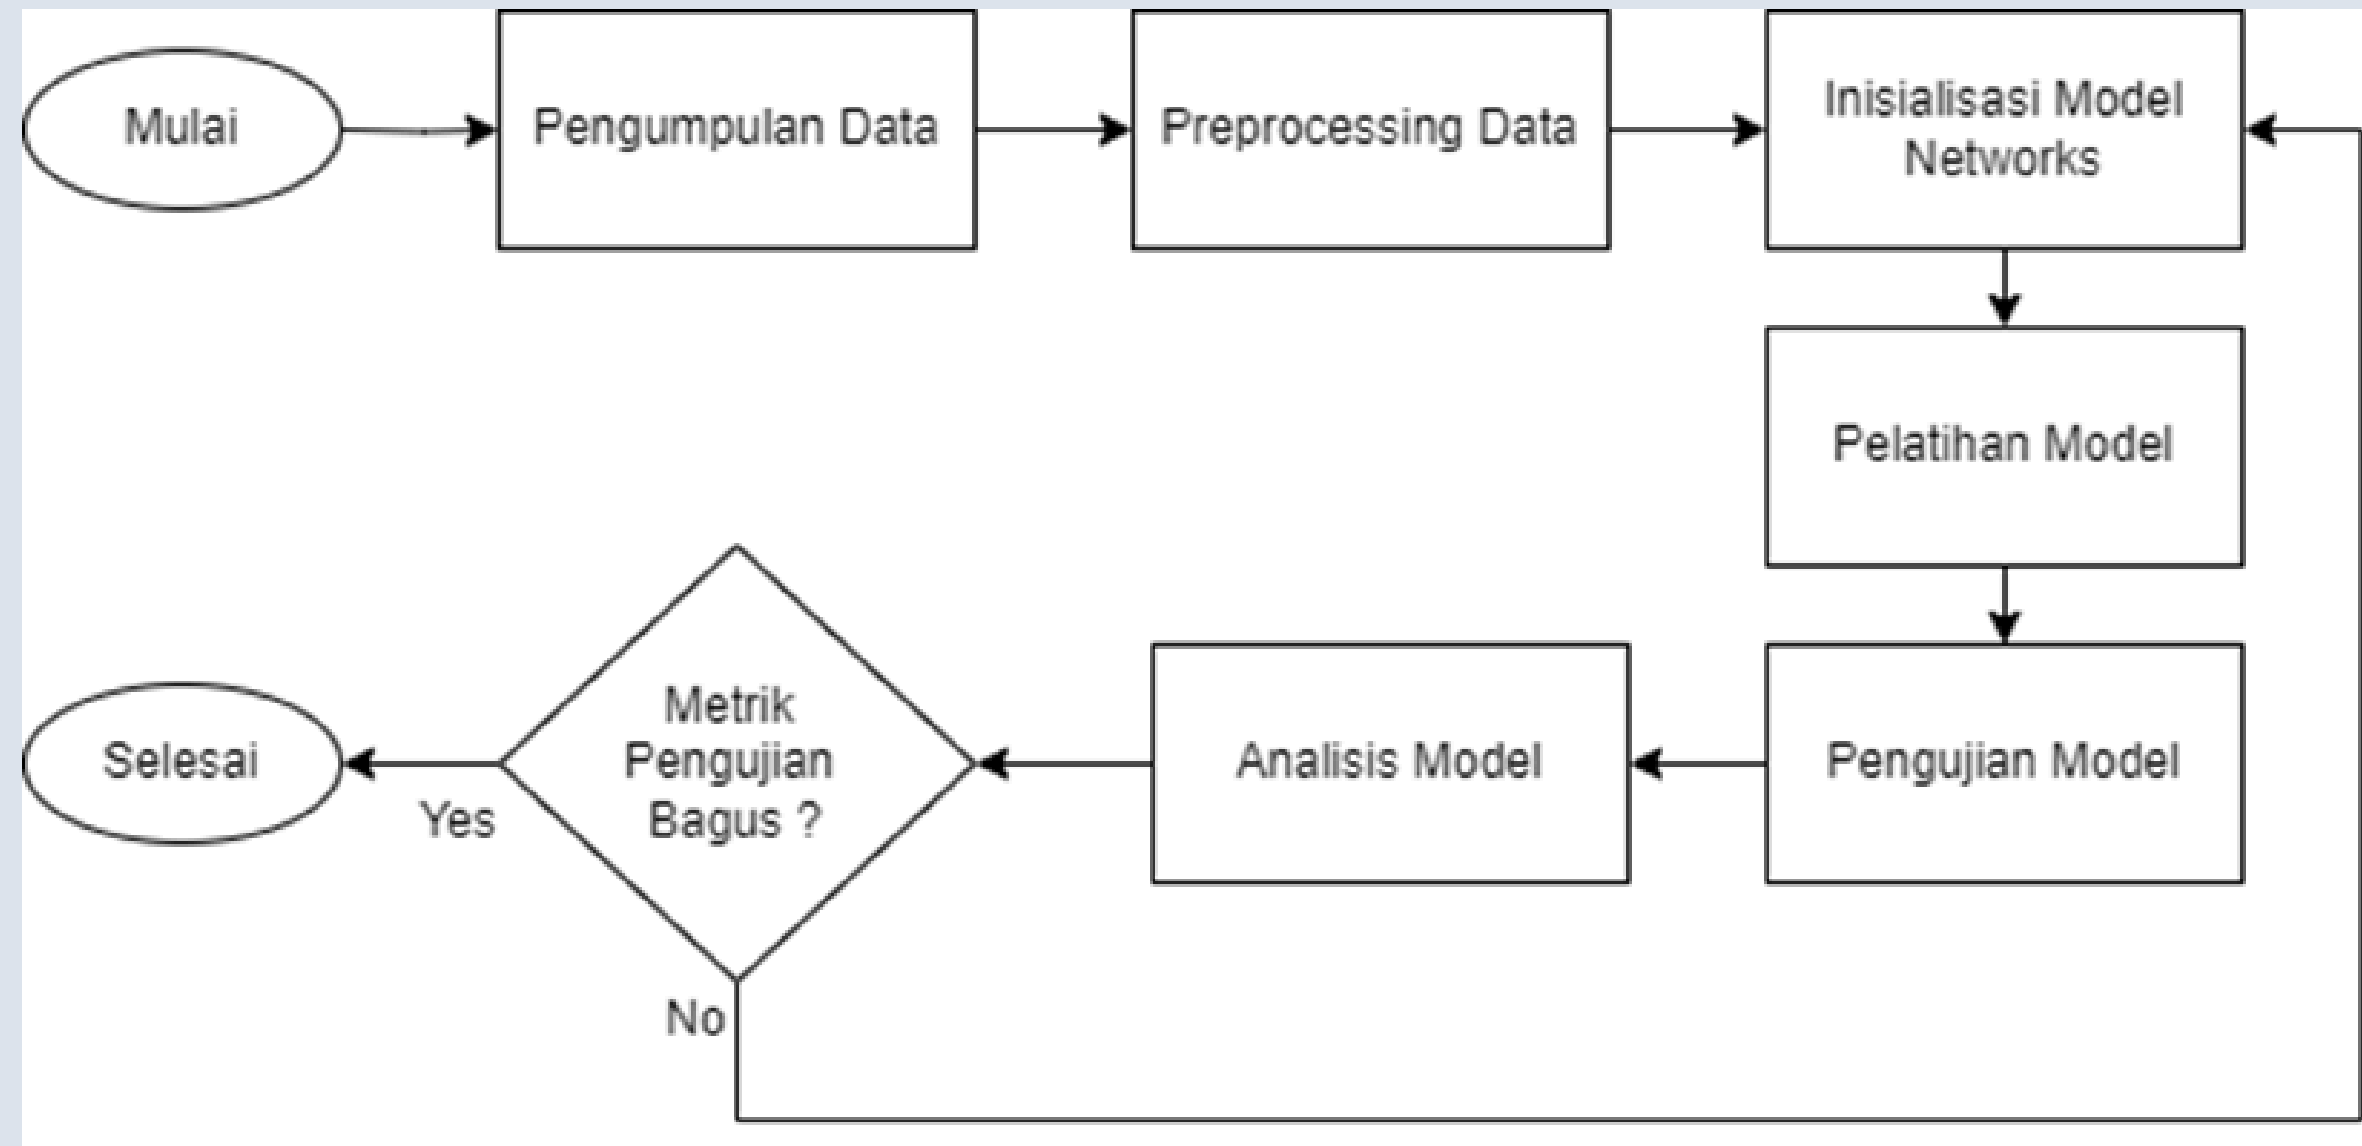 Mulai
Pengumpulan Data
Preprocessing Data
Inisialisasi Model
Networks
Pelatihan Model
Pengujian Model
Analisis Model
Metrik
Pengujian
Bagus ?
Yes
Selesai
No